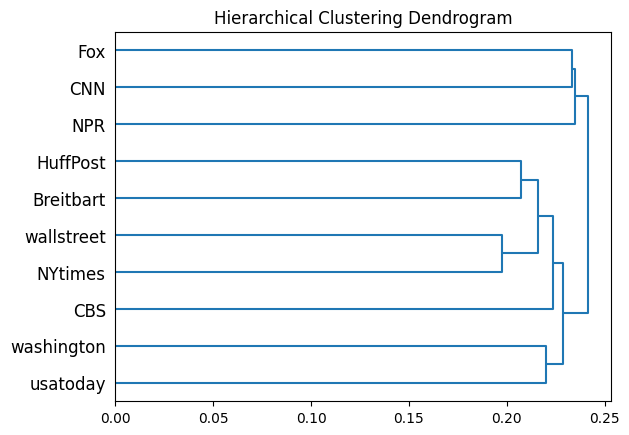 Hierarchical Clustering Dendrogram
Fox
CNN
NPR
HuffPost
Breitbart
wallstreet
NYtimes
CBS
washington
usatoday
0.00 0.05 0.10 0.15 0.20 0.25